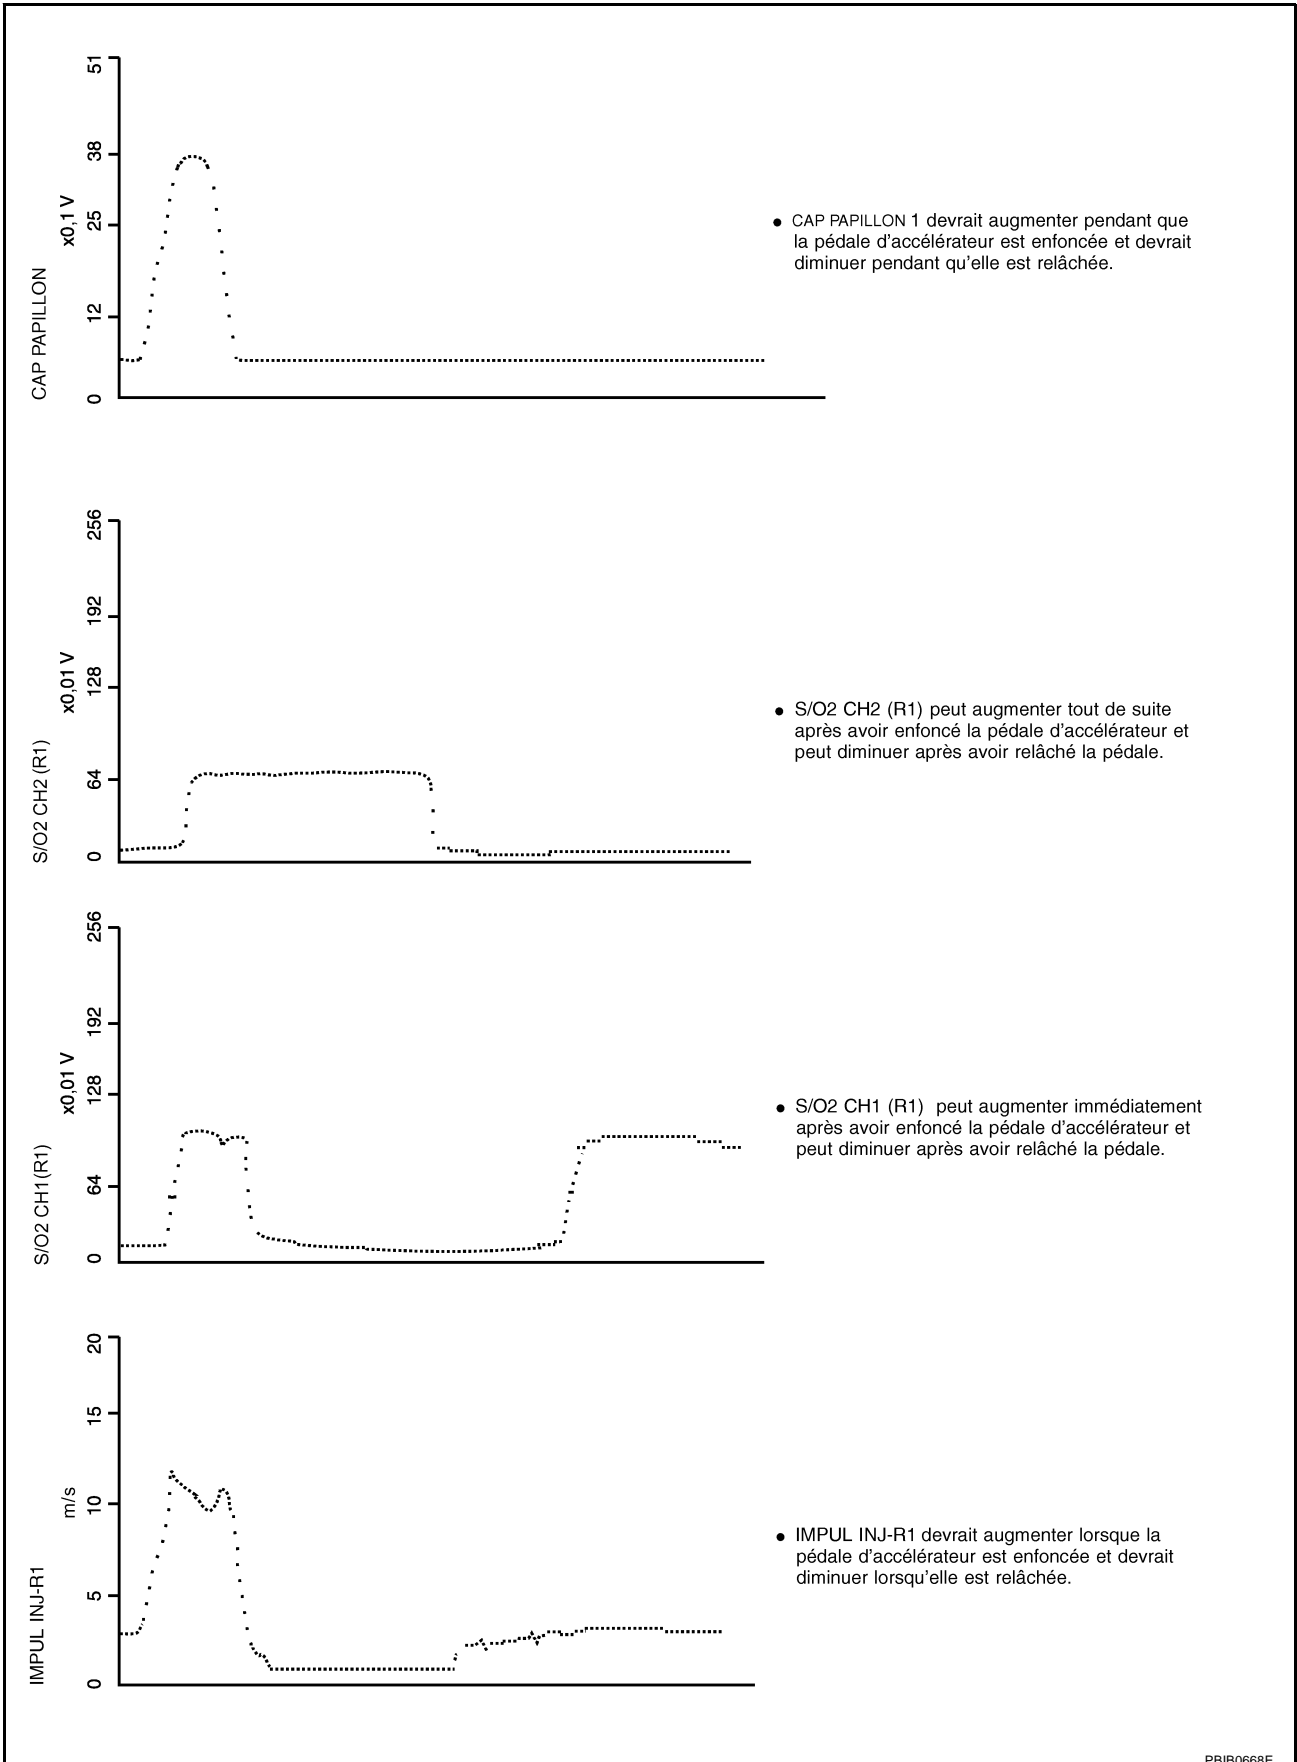 51
38
25
12
0
x0,1 V
CAP PAPILLON
● CAP PAPILLON 1 devrait augmenter pendant que
la pédale d'accélérateur est enfoncée et devrait
diminuer pendant qu'elle est relâchée.
256
192
128
64
0
x0,01 V
S/O2 CH2 (R1)
● S/O2 CH2 (R1) peut augmenter tout de suite
après avoir enfoncé la pédale d'accélérateur et
peut diminuer après avoir relâché la pédale.
256
192
128
64
0
x0,01 V
S/O2 CH1(R1)
● S/O2 CH1 (R1) peut augmenter immédiatement
après avoir enfoncé la pédale d'accélérateur et
peut diminuer après avoir relâché la pédale.
20
15
10
5
0
m/s
IMPUL INJ-R1
● IMPUL INJ-R1 devrait augmenter lorsque la
pédale d'accélérateur est enfoncée et devrait
diminuer lorsqu'elle est relâchée.